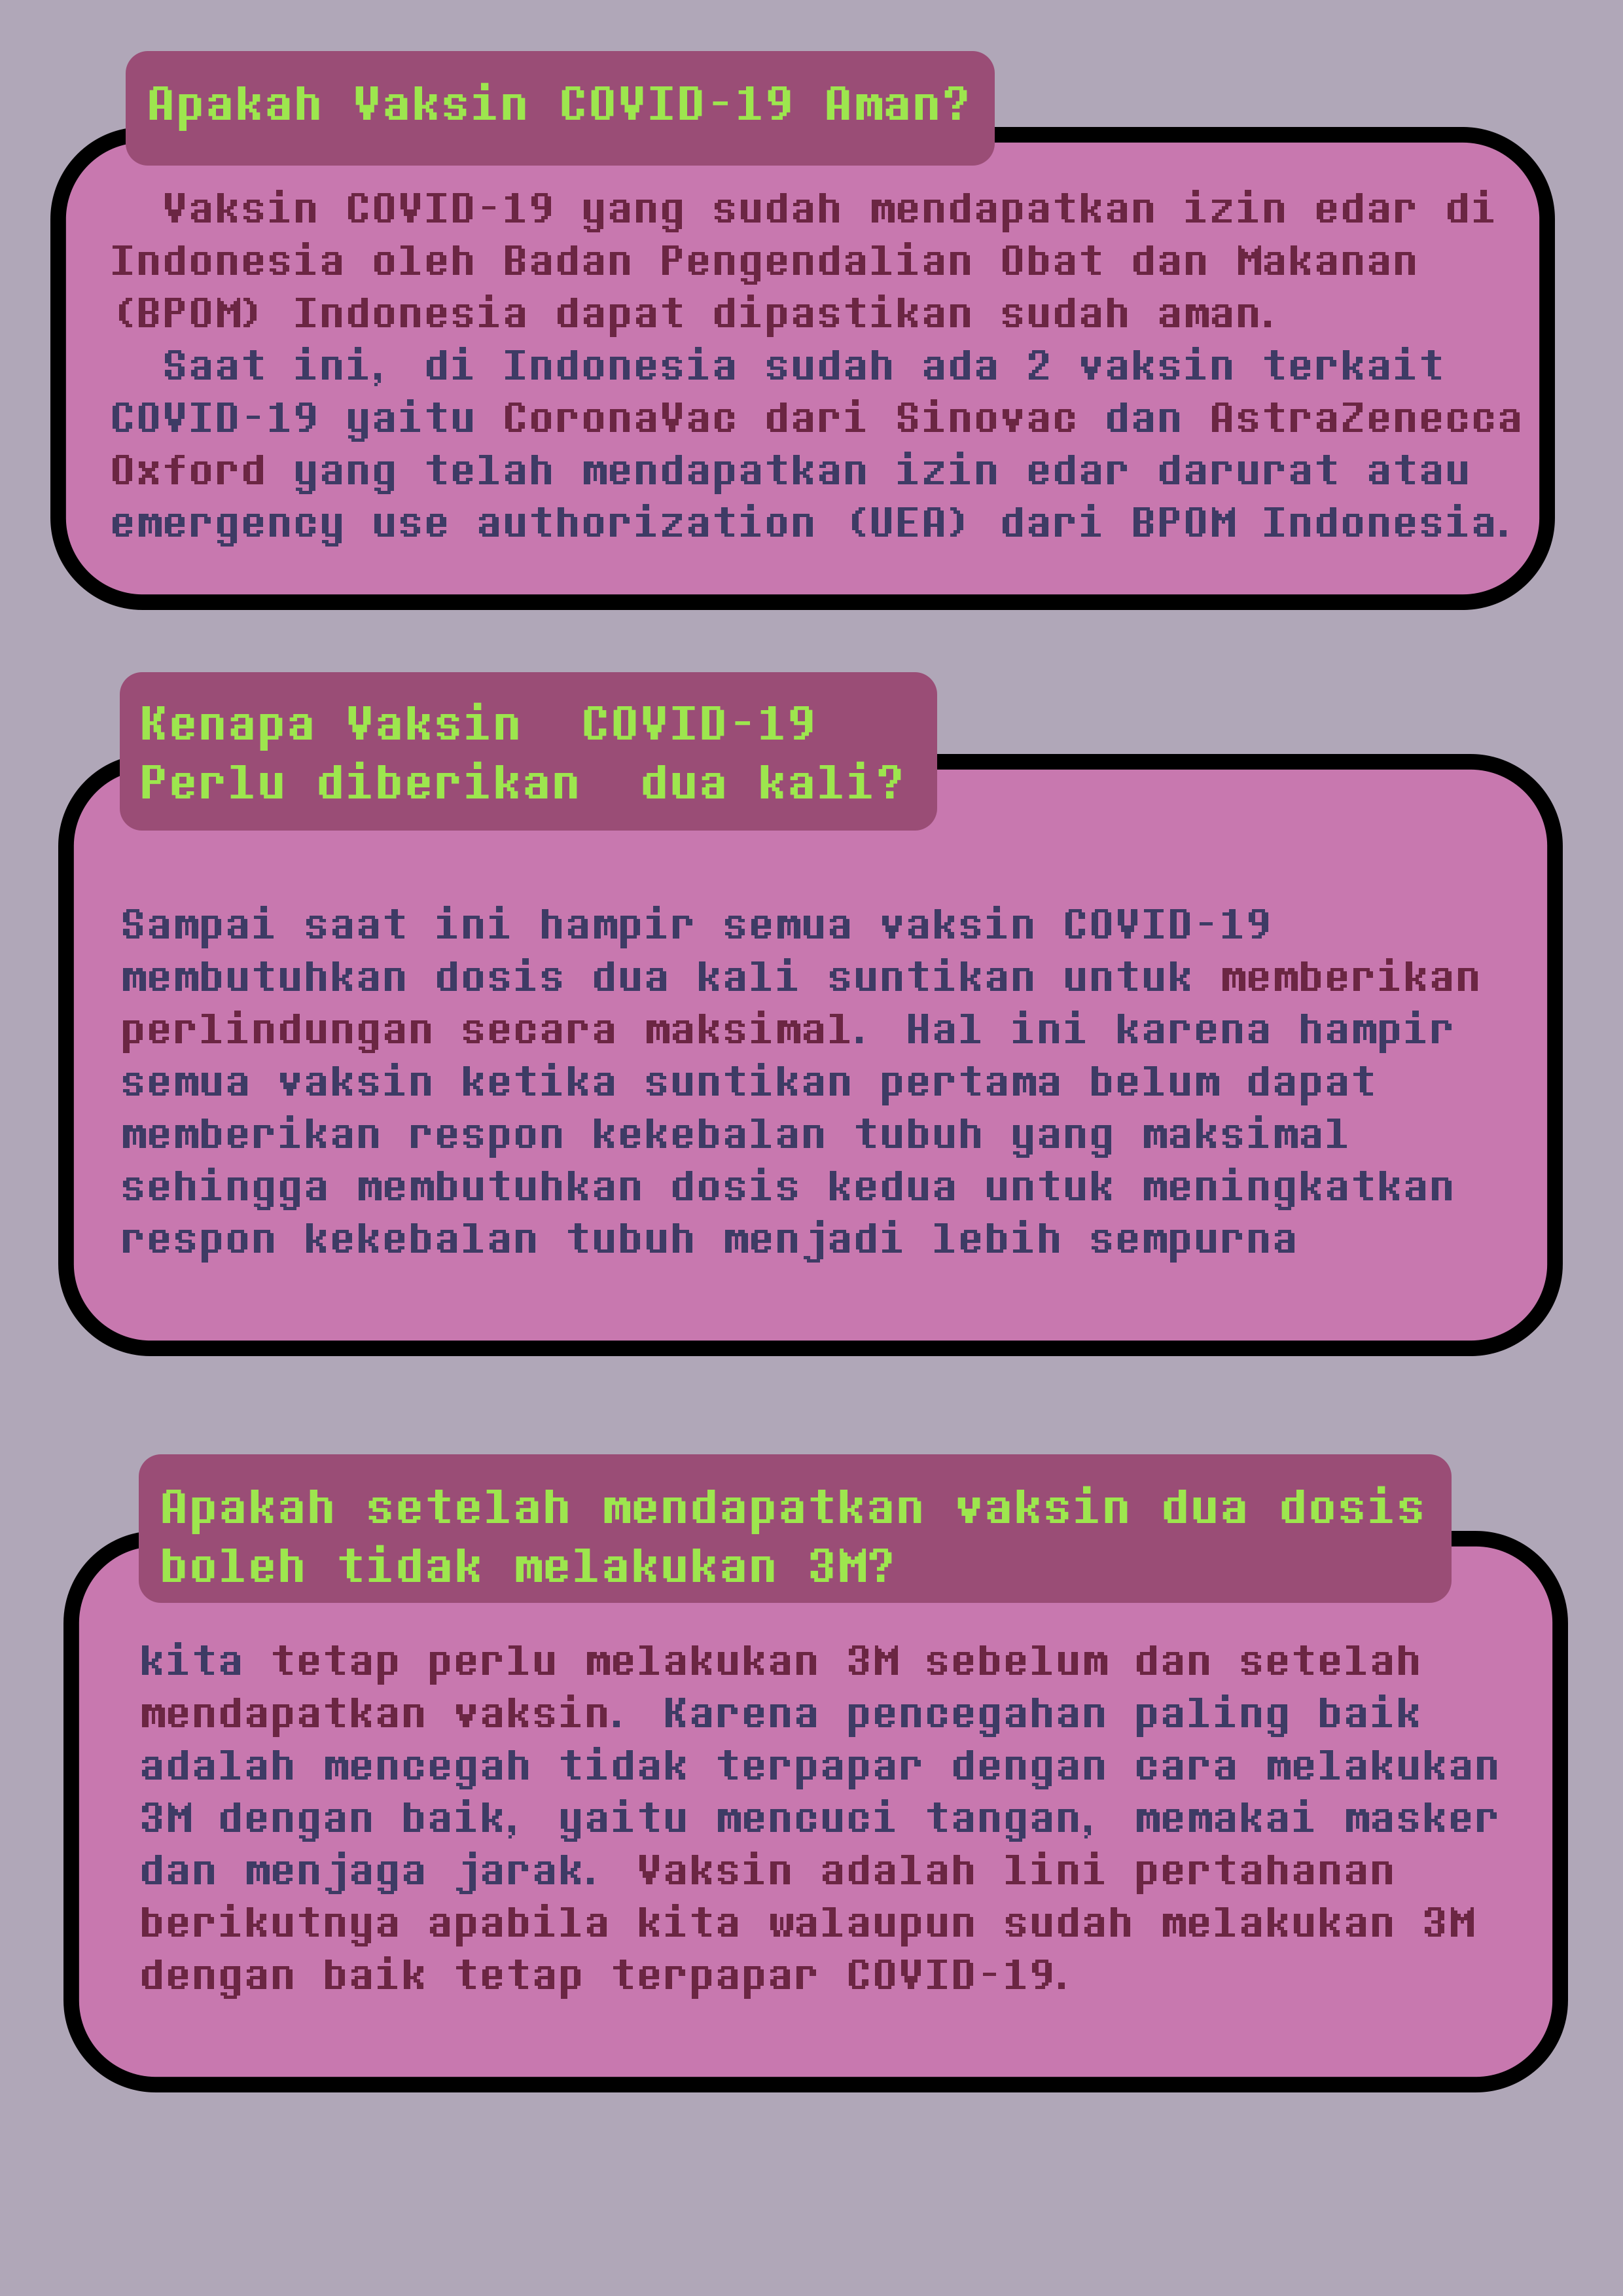 Apakah Vaksin COVID-19 Aman?
Vaksin COVID-19 yang sudah mendapatkan izin edar di
Indonesia oleh Badan Pengendalian Obat dan Makanan
(BPOM) Indonesia dapat dipastikan sudah aman.
Saat ini, di Indonesia sudah ada 2 vaksin terkait
COVID-19 yaitu CoronaVac dari Sinovac dan AstraZenecca
Oxford yang telah mendapatkan izin edar darurat atau
emergency use authorization (UEA) dari BPOM Indonesia.
Kenapa Vaksin COVID-19
Perlu diberikan dua kali?
Sampai saat ini hampir semua vaksin COVID-19
membutuhkan dosis dua kali suntikan untuk memberikan
perlindungan secara maksimal. Hal ini karena hampir
semua vaksin ketika suntikan pertama belum dapat
memberikan respon kekebalan tubuh yang maksimal
sehingga membutuhkan dosis kedua untuk meningkatkan
respon kekebalan tubuh menjadi lebih sempurna
Apakah setelah mendapatkan vaksin dua dosis
boleh tidak melakukan 3M?
kita tetap perlu melakukan 3M sebelum dan setelah
mendapatkan vaksin. Karena pencegahan paling baik
adalah mencegah tidak terpapar dengan cara melakukan
3M dengan baik, yaitu mencuci tangan, memakai masker
dan menjaga jarak. Vaksin adalah lini pertahanan
berikutnya apabila kita walaupun sudah melakukan 3M
dengan baik tetap terpapar COVID-19.